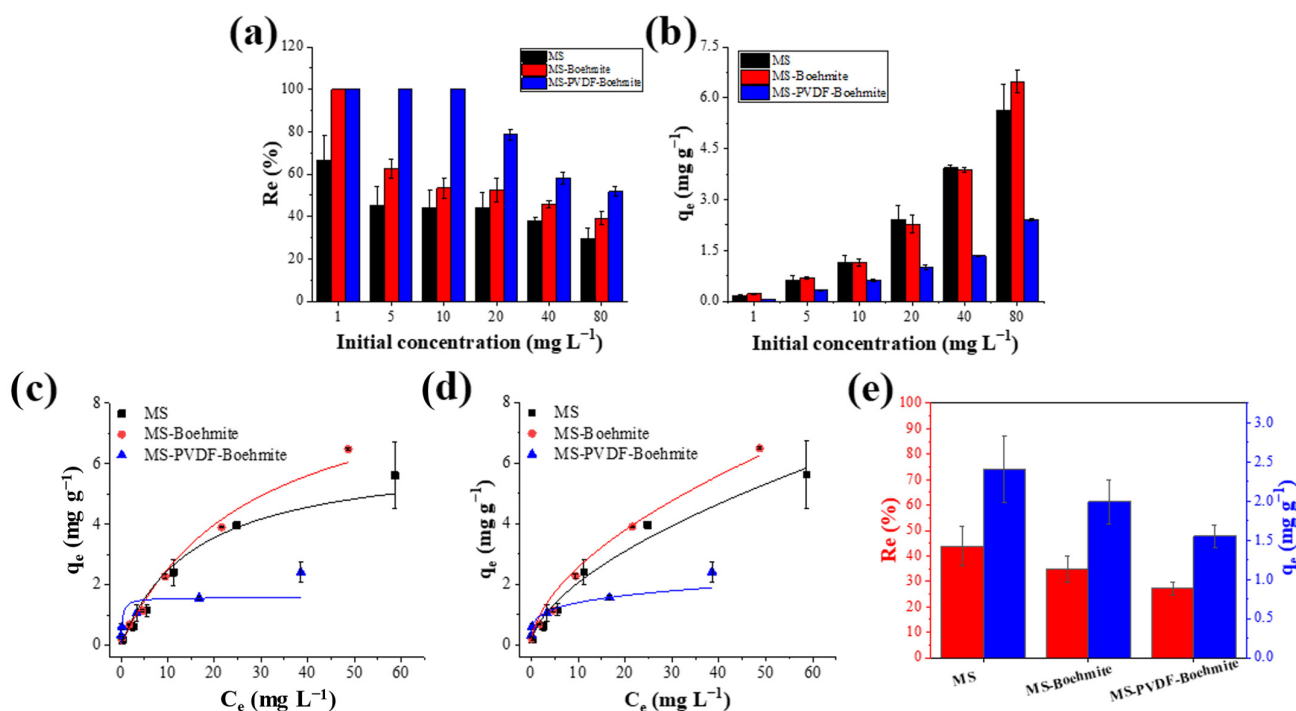 (a)
120
100
80
60
40
20
0
Re (%)
MS
MS-Boehmite
MS-PVDF-Boehmite
1 5 10 20 40 80
Initial concentration (mg L⁻¹)
(b)
7.5
6.0
4.5
3.0
1.5
0.0
qₑ (mg g⁻¹)
MS
MS-Boehmite
MS-PVDF-Boehmite
1 5 10 20 40 80
Initial concentration (mg L⁻¹)
(c)
8
6
4
2
0
qₑ (mg g⁻¹)
MS
MS-Boehmite
MS-PVDF-Boehmite
0 10 20 30 40 50 60
Cₑ (mg L⁻¹)
(d)
8
6
4
2
0
qₑ (mg g⁻¹)
MS
MS-Boehmite
MS-PVDF-Boehmite
0 10 20 30 40 50 60
Cₑ (mg L⁻¹)
(e)
100
90
80
70
60
50
40
30
20
10
0
Re (%)
3.0
2.5
2.0
1.5
1.0
0.5
0.0
qₑ (mg g⁻¹)
MS
MS-Boehmite
MS-PVDF-Boehmite